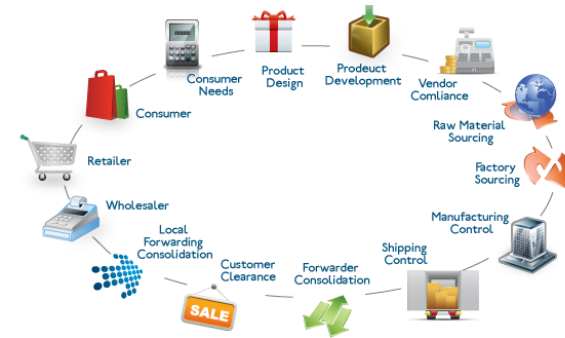 Consumer
Needs
Product
Design
Prodeuct
Development
Vendor
Comliance
Raw Material
Sourcing
Factory
Sourcing
Manufacturing
Control
Shipping
Control
Forwarder
Consolidation
Customer
Clearance
SALE
Local
Forwarding
Consolidation
Wholesaler
Retailer
Consumer